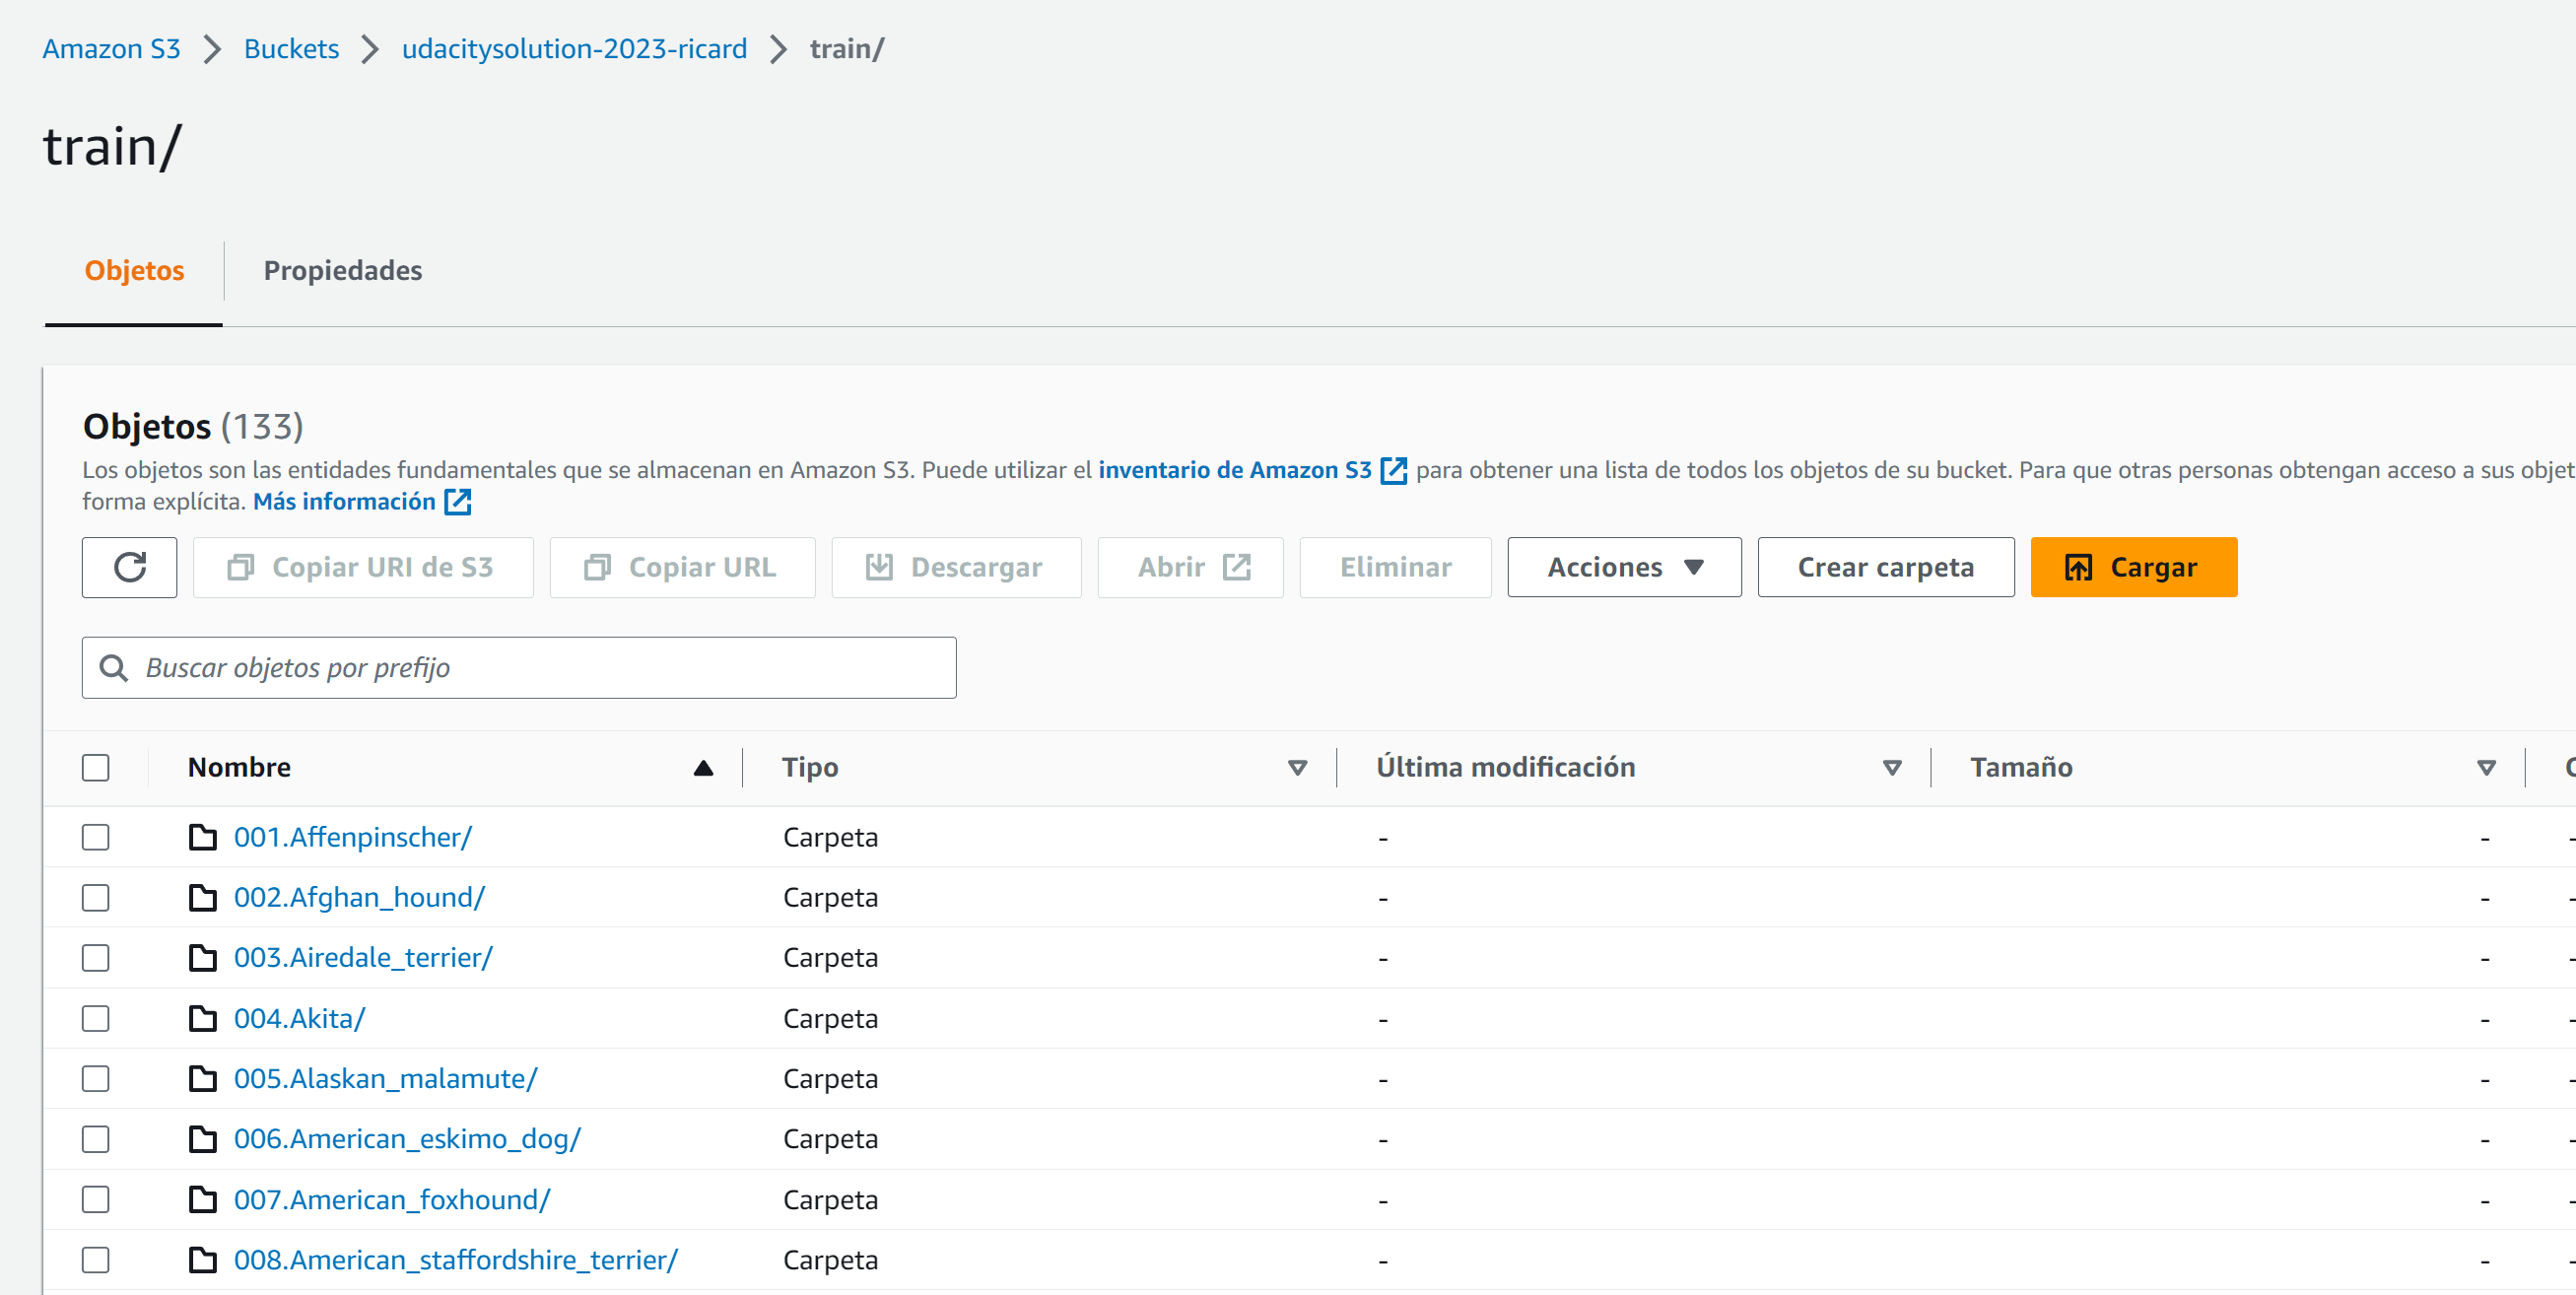 Amazon S3 > Buckets > udacitysolution-2023-ricard > train/
train/
Objetos Propiedades
Objetos (133)
Los objetos son las entidades fundamentales que se almacenan en Amazon S3. Puede utilizar el inventario de Amazon S3 para obtener una lista de todos los objetos de su bucket. Para que otras personas obtengan acceso a sus
forma explícita. Más información
Copiar URI de S3 Copiar URL Descargar Abrir Eliminar Acciones Crear carpeta Cargar
Buscar objetos por prefijo
Nombre Tipo Última modificación Tamaño
001.Affenpinscher/ Carpeta - - -
002.Afghan_hound/ Carpeta - - -
003.Airedale_terrier/ Carpeta - - -
004.Akita/ Carpeta - - -
005.Alaskan_malamute/ Carpeta - - -
006.American_eskimo_dog/ Carpeta - - -
007.American_foxhound/ Carpeta - - -
008.American_staffordshire_terrier/ Carpeta - - -